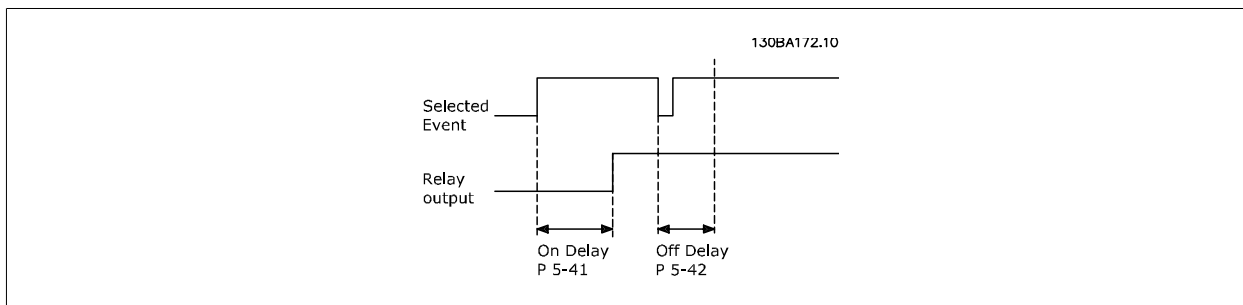 130BA172.10
Selected
Event
Relay
output
On Delay
P 5-41
Off Delay
P 5-42